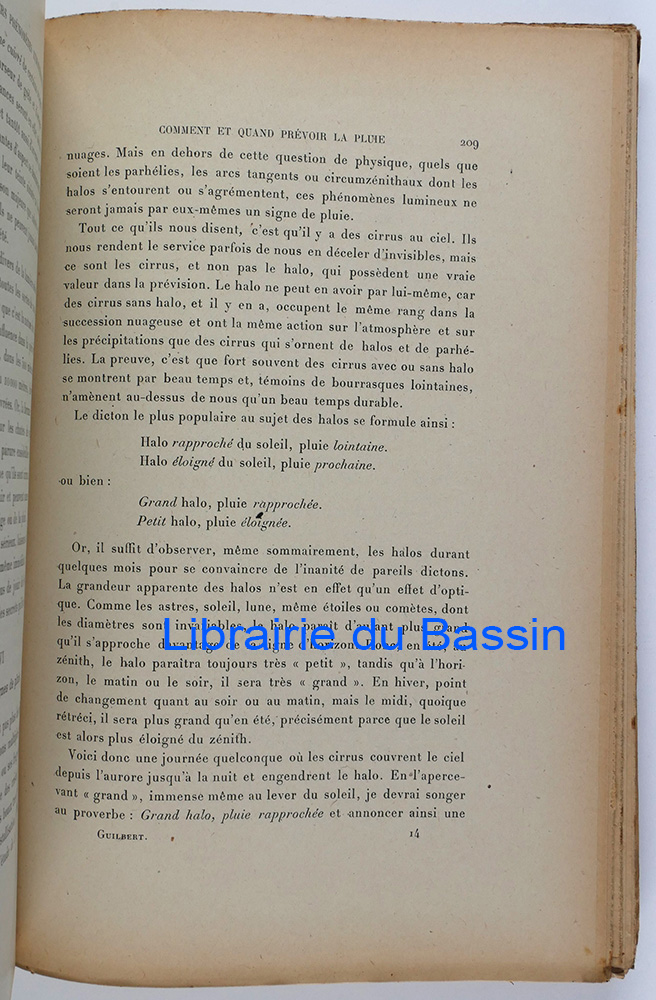 COMMENT ET QUAND PRÉVOIR LA PLUIE 209
nuages. Mais en dehors de cette question de physique, quels que
soient les parhélies, les arcs tangents ou circumzénithaux dont les
halos s'entourent ou s'agrémentent, ces phénomènes lumineux ne
seront jamais par eux-mêmes un signe de pluie.
Tout ce qu'ils nous disent, c'est qu'il y a des cirrus au ciel. Ils
nous rendent le service parfois de nous en déceler d'invisibles, mais
ce sont les cirrus, et non pas le halo, qui possèdent une vraie
valeur dans la prévision. Le halo ne peut en avoir par lui-même, car
des cirrus sans halo, et il y en a, occupent le même rang dans la
succession nuageuse et ont la même action sur l'atmosphère et sur
les précipitations que des cirrus qui s'ornent de halos et de parhé-
lies. La preuve, c'est que fort souvent des cirrus avec ou sans halo
se montrent par beau temps et, témoins de bourrasques lointaines,
n'amènent au-dessus de nous qu'un beau temps durable.
Le dicton le plus populaire au sujet des halos se formule ainsi :
Halo rapproché du soleil, pluie lointaine.
Halo éloigné du soleil, pluie prochaine.
ou bien :
Grand halo, pluie rapprochée.
Petit halo, pluie éloignée.
Or, il suffit d'observer, même sommairement, les halos durant
quelques mois pour se convaincre de l'inanité de pareils dictons.
La grandeur apparente des halos n'est en effet qu'un effet d'opti-
que. Comme les astres, soleil, lune, même étoiles ou comètes, dont
les diamètres sont invariables, le halo paraît d'autant plus grand
qu'il s'approche davantage de la ligne d'horizon. Donc, en été, au
Librairie du Bassin
zénith, le halo paraîtra toujours très « petit », tandis qu'à l'hori-
zon, le matin ou le soir, il sera très « grand ». En hiver, point
de changement quant au soir ou au matin, mais le midi, quoique
rétréci, il sera plus grand qu'en été, précisément parce que le soleil
est alors plus éloigné du zénith.
Voici donc une journée quelconque où les cirrus couvrent le ciel
depuis l'aurore jusqu'à la nuit et engendrent le halo. En l'aperce-
vant « grand », immense même au lever du soleil, je devrai songer
au proverbe : Grand halo, pluie rapprochée et annoncer ainsi une
GUILBERT. 14